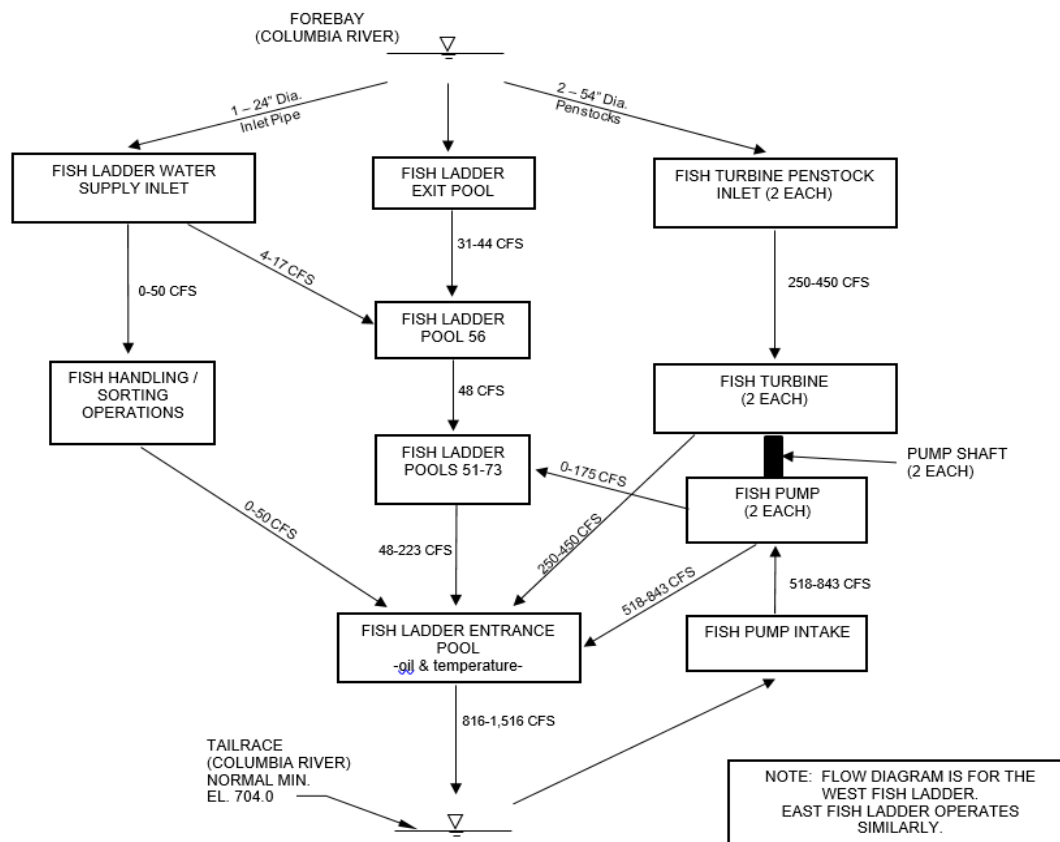 FOREBAY
(COLUMBIA RIVER)
1 – 24" Dia.
Inlet Pipe
2 – 54" Dia.
Penstocks
FISH LADDER WATER
SUPPLY INLET
FISH LADDER
EXIT POOL
FISH TURBINE PENSTOCK
INLET (2 EACH)
4-17 CFS
31-44 CFS
0-50 CFS
250-450 CFS
FISH LADDER
POOL 56
FISH HANDLING /
SORTING
OPERATIONS
48 CFS
FISH TURBINE
(2 EACH)
FISH LADDER
POOLS 51-73
0-175 CFS
PUMP SHAFT
(2 EACH)
FISH PUMP
(2 EACH)
0-50 CFS
48-223 CFS
250-450 CFS
518-843 CFS
518-843 CFS
FISH LADDER ENTRANCE
POOL
-oil & temperature-
FISH PUMP INTAKE
816-1,516 CFS
TAILRACE
(COLUMBIA RIVER)
NORMAL MIN.
EL. 704.0
NOTE: FLOW DIAGRAM IS FOR THE
WEST FISH LADDER.
EAST FISH LADDER OPERATES
SIMILARLY.